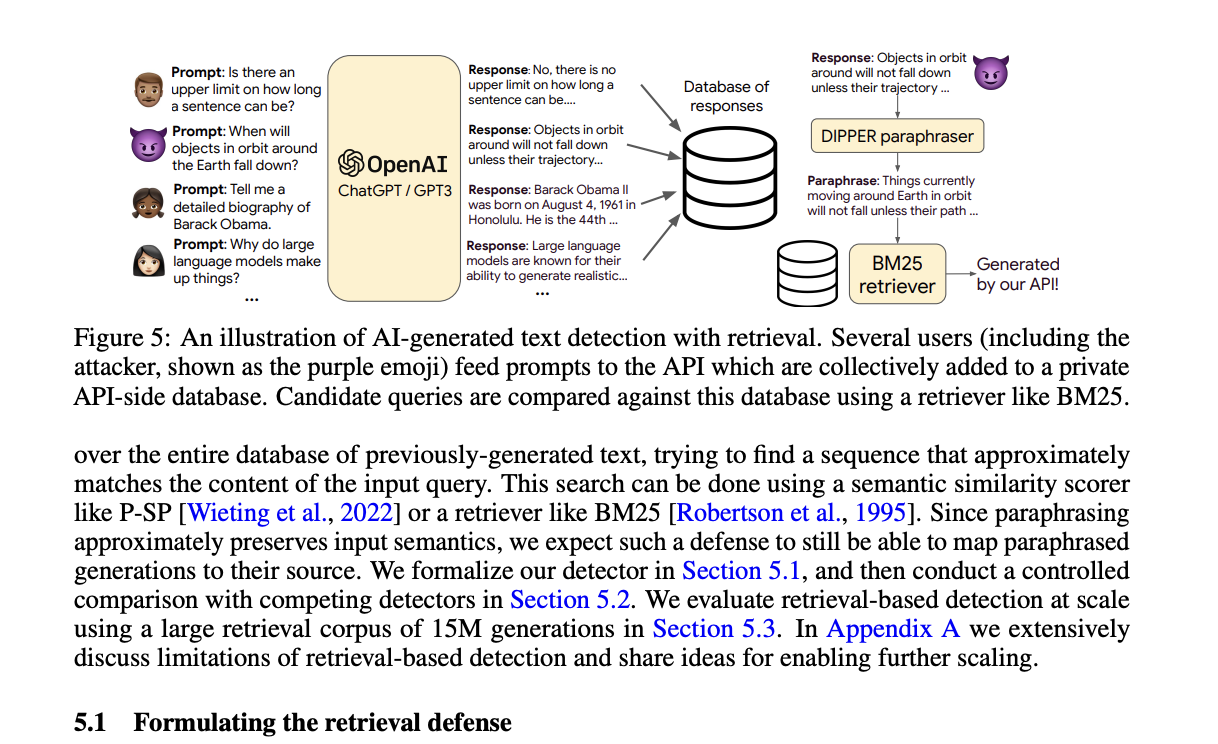 Prompt: Is there an
upper limit on how long
a sentence can be?
Prompt: When will
objects in orbit around
the Earth fall down?
Prompt: Tell me a
detailed biography of
Barack Obama.
Prompt: Why do large
language models make
up things?
...
OpenAI
ChatGPT / GPT3
Response: No, there is no
upper limit on how long a
sentence can be....
Response: Objects in orbit
around will not fall down
unless their trajectory...
Response: Barack Obama II
was born on August 4, 1961 in
Honolulu. He is the 44th ...
Response: Large language
models are known for their
ability to generate realistic...
...
Database of
responses
Response: Objects in orbit
around will not fall down
unless their trajectory ...
DIPPER paraphraser
Paraphrase: Things currently
moving around Earth in orbit
will not fall unless their path ...
BM25
retriever
Generated
by our API!
Figure 5: An illustration of AI-generated text detection with retrieval. Several users (including the
attacker, shown as the purple emoji) feed prompts to the API which are collectively added to a private
API-side database. Candidate queries are compared against this database using a retriever like BM25.
over the entire database of previously-generated text, trying to find a sequence that approximately
matches the content of the input query. This search can be done using a semantic similarity scorer
like P-SP [Wieting et al., 2022] or a retriever like BM25 [Robertson et al., 1995]. Since paraphrasing
approximately preserves input semantics, we expect such a defense to still be able to map paraphrased
generations to their source. We formalize our detector in Section 5.1, and then conduct a controlled
comparison with competing detectors in Section 5.2. We evaluate retrieval-based detection at scale
using a large retrieval corpus of 15M generations in Section 5.3. In Appendix A we extensively
discuss limitations of retrieval-based detection and share ideas for enabling further scaling.
5.1 Formulating the retrieval defense